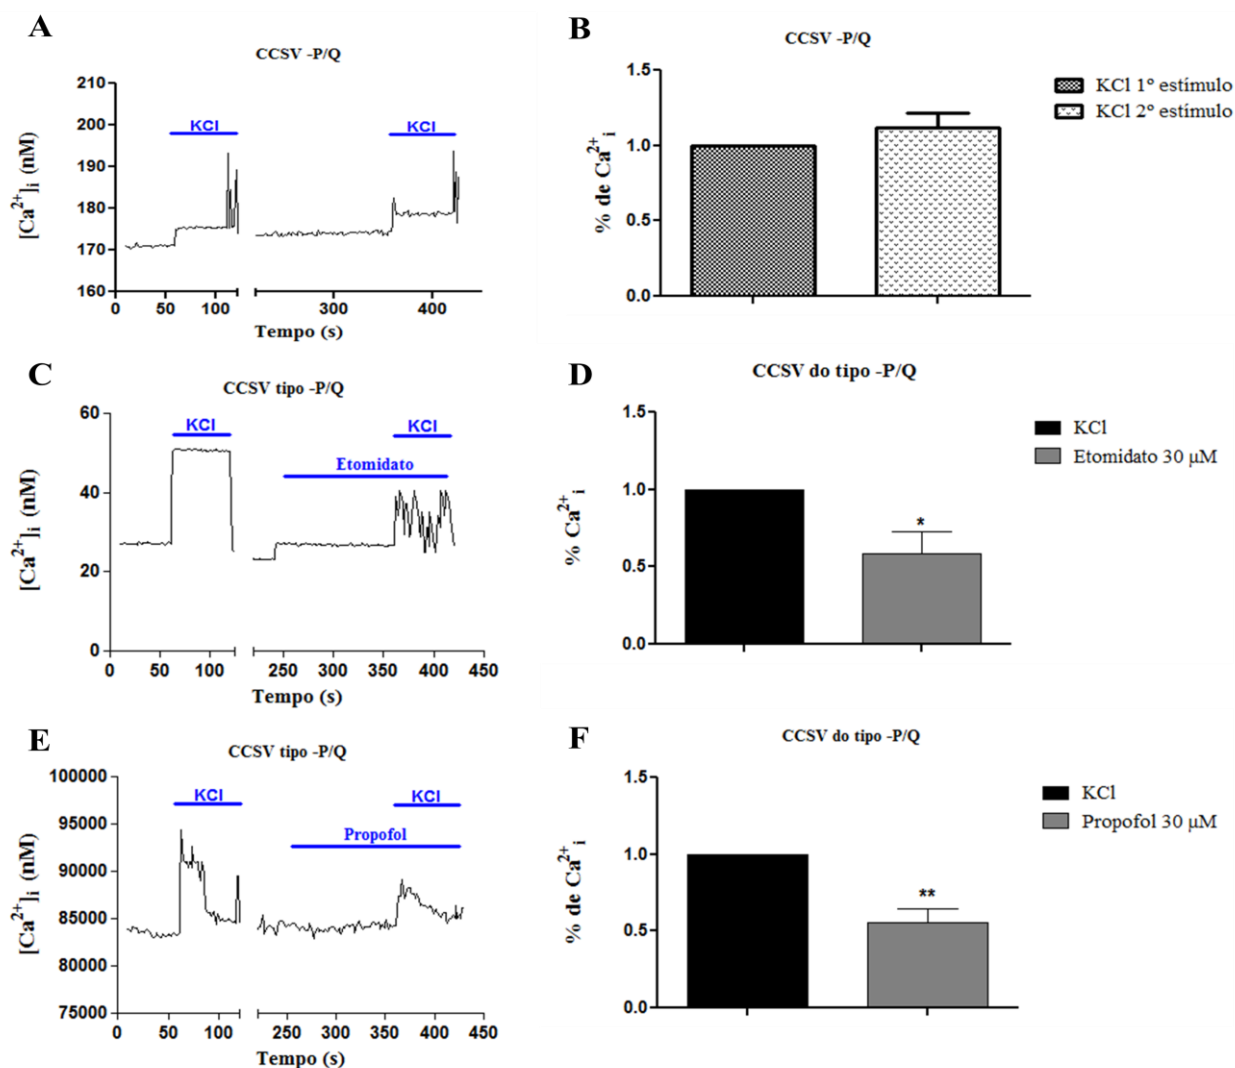 A
CCSV -P/Q
[Ca2+]i (nM)
210
200
190
180
170
160
KCl
KCl
0
50
100
300
400
Tempo (s)
B
CCSV -P/Q
% de Ca2+i
1.5
1.0
0.5
0.0
KCl 1º estímulo
KCl 2º estímulo
C
CCSV tipo -P/Q
[Ca2+]i (nM)
60
40
20
0
KCl
KCl
Etomidato
0
50
100
250
300
350
400
450
Tempo (s)
D
CCSV do tipo -P/Q
% Ca2+i
1.5
1.0
0.5
0.0
*
KCl
Etomidato 30 µM
E
CCSV tipo -P/Q
[Ca2+]i (nM)
100000
95000
90000
85000
80000
75000
KCl
KCl
Propofol
0
50
100
250
300
350
400
450
Tempo (s)
F
CCSV do tipo -P/Q
% de Ca2+i
1.5
1.0
0.5
0.0
**
KCl
Propofol 30 µM